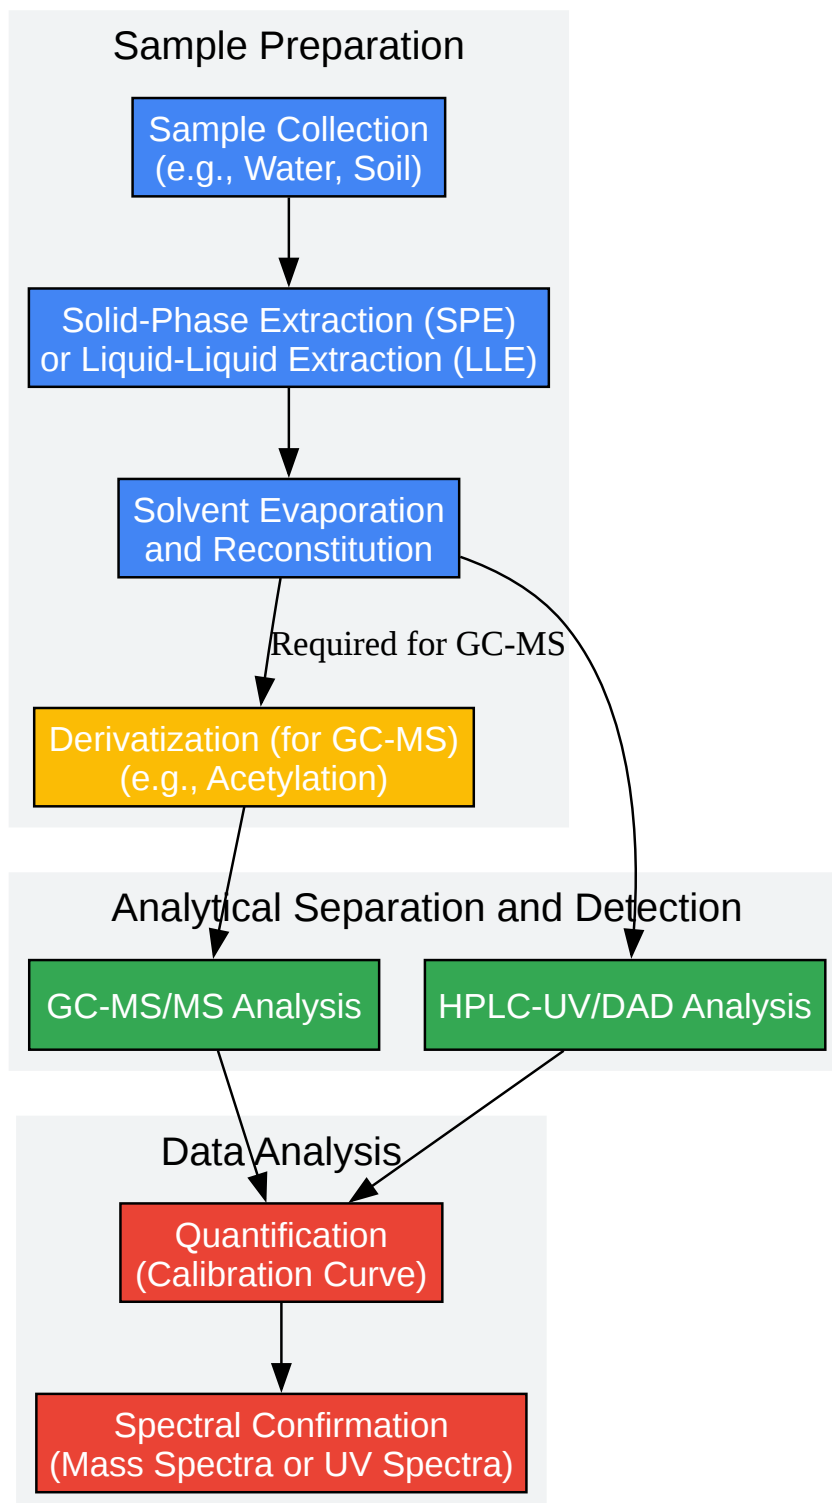 Sample Preparation
Sample Collection
(e.g., Water, Soil)
Solid-Phase Extraction (SPE)
or Liquid-Liquid Extraction (LLE)
Solvent Evaporation
and Reconstitution
Required for GC-MS
Derivatization (for GC-MS)
(e.g., Acetylation)
Analytical Separation and Detection
GC-MS/MS Analysis
HPLC-UV/DAD Analysis
Data Analysis
Quantification
(Calibration Curve)
Spectral Confirmation
(Mass Spectra or UV Spectra)